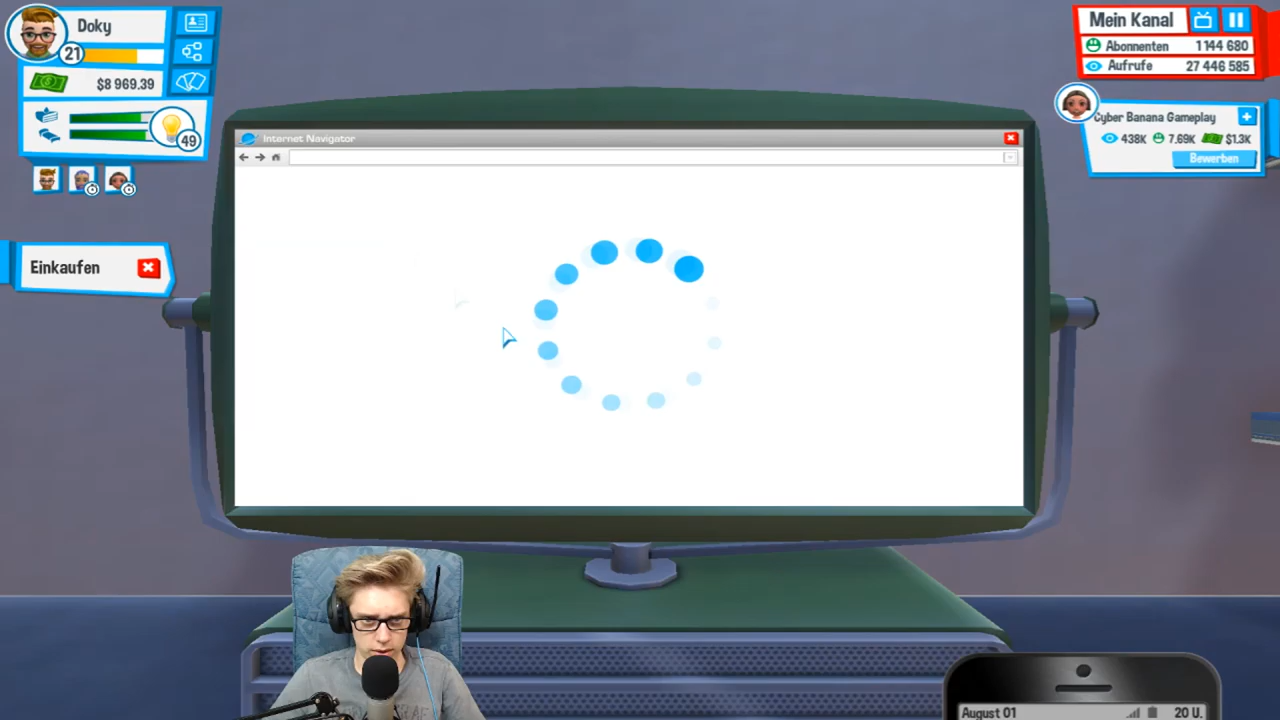 Doky
21
$8 969.39
49
Einkaufen
Internet Navigator
Mein Kanal
Abonnenten 1 144 680
Aufrufe 27 446 585
Cyber Banana Gameplay
438K 7.69K $1.3K
Bewerben
August 01 20 U.